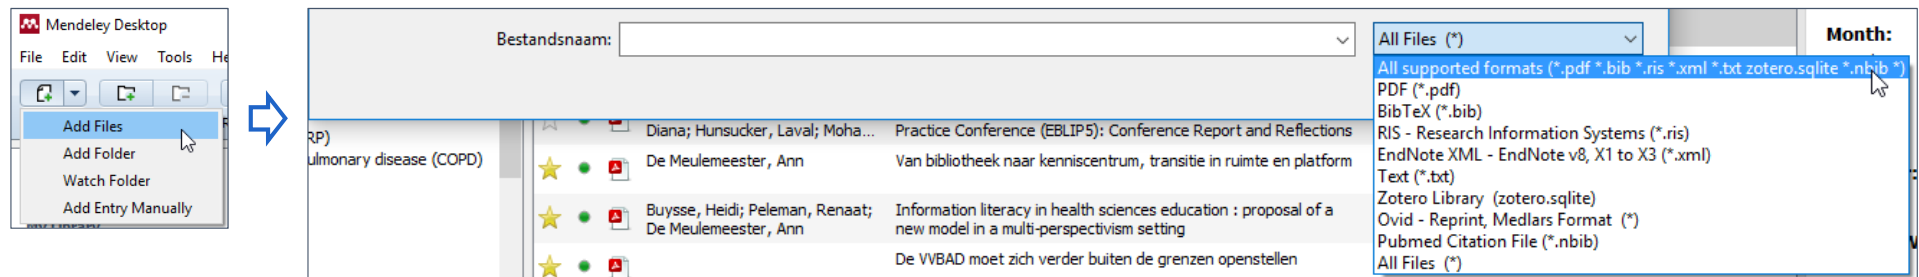 Mendeley Desktop
File Edit View Tools He
Add Files
Add Folder
Watch Folder
Add Entry Manually
My Library
Bestandsnaam:
All Files (*)
All supported formats (*.pdf *.bib *.ris *.xml *.txt zotero.sqlite *.nbib *)
PDF (*.pdf)
BibTeX (*.bib)
RIS - Research Information Systems (*.ris)
EndNote XML - EndNote v8, X1 to X3 (*.xml)
Text (*.txt)
Zotero Library (zotero.sqlite)
Ovid - Reprint, Medlars Format (*)
Pubmed Citation File (*.nbib)
All Files (*)
Month:
RP)
ulmonary disease (COPD)
Diana; Hunsucker, Laval; Moha... Practice Conference (EBLIP5): Conference Report and Reflections
De Meulemeester, Ann Van bibliotheek naar kenniscentrum, transitie in ruimte en platform
Buysse, Heidi; Peleman, Renaat; Information literacy in health sciences education : proposal of a
De Meulemeester, Ann new model in a multi-perspectivism setting
De VVBAD moet zich verder buiten de grenzen openstellen